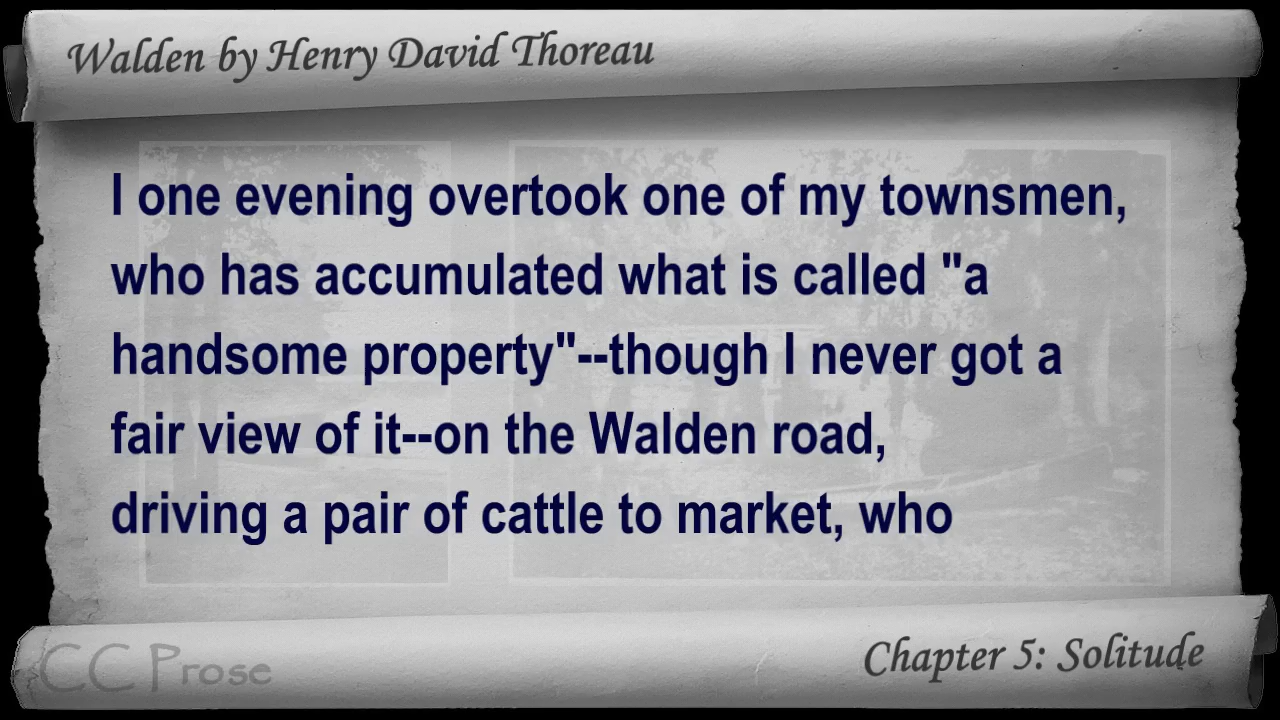 Walden by Henry David Thoreau
I one evening overtook one of my townsmen,
who has accumulated what is called "a
handsome property"--though I never got a
fair view of it--on the Walden road,
driving a pair of cattle to market, who
CC Prose
Chapter 5: Solitude